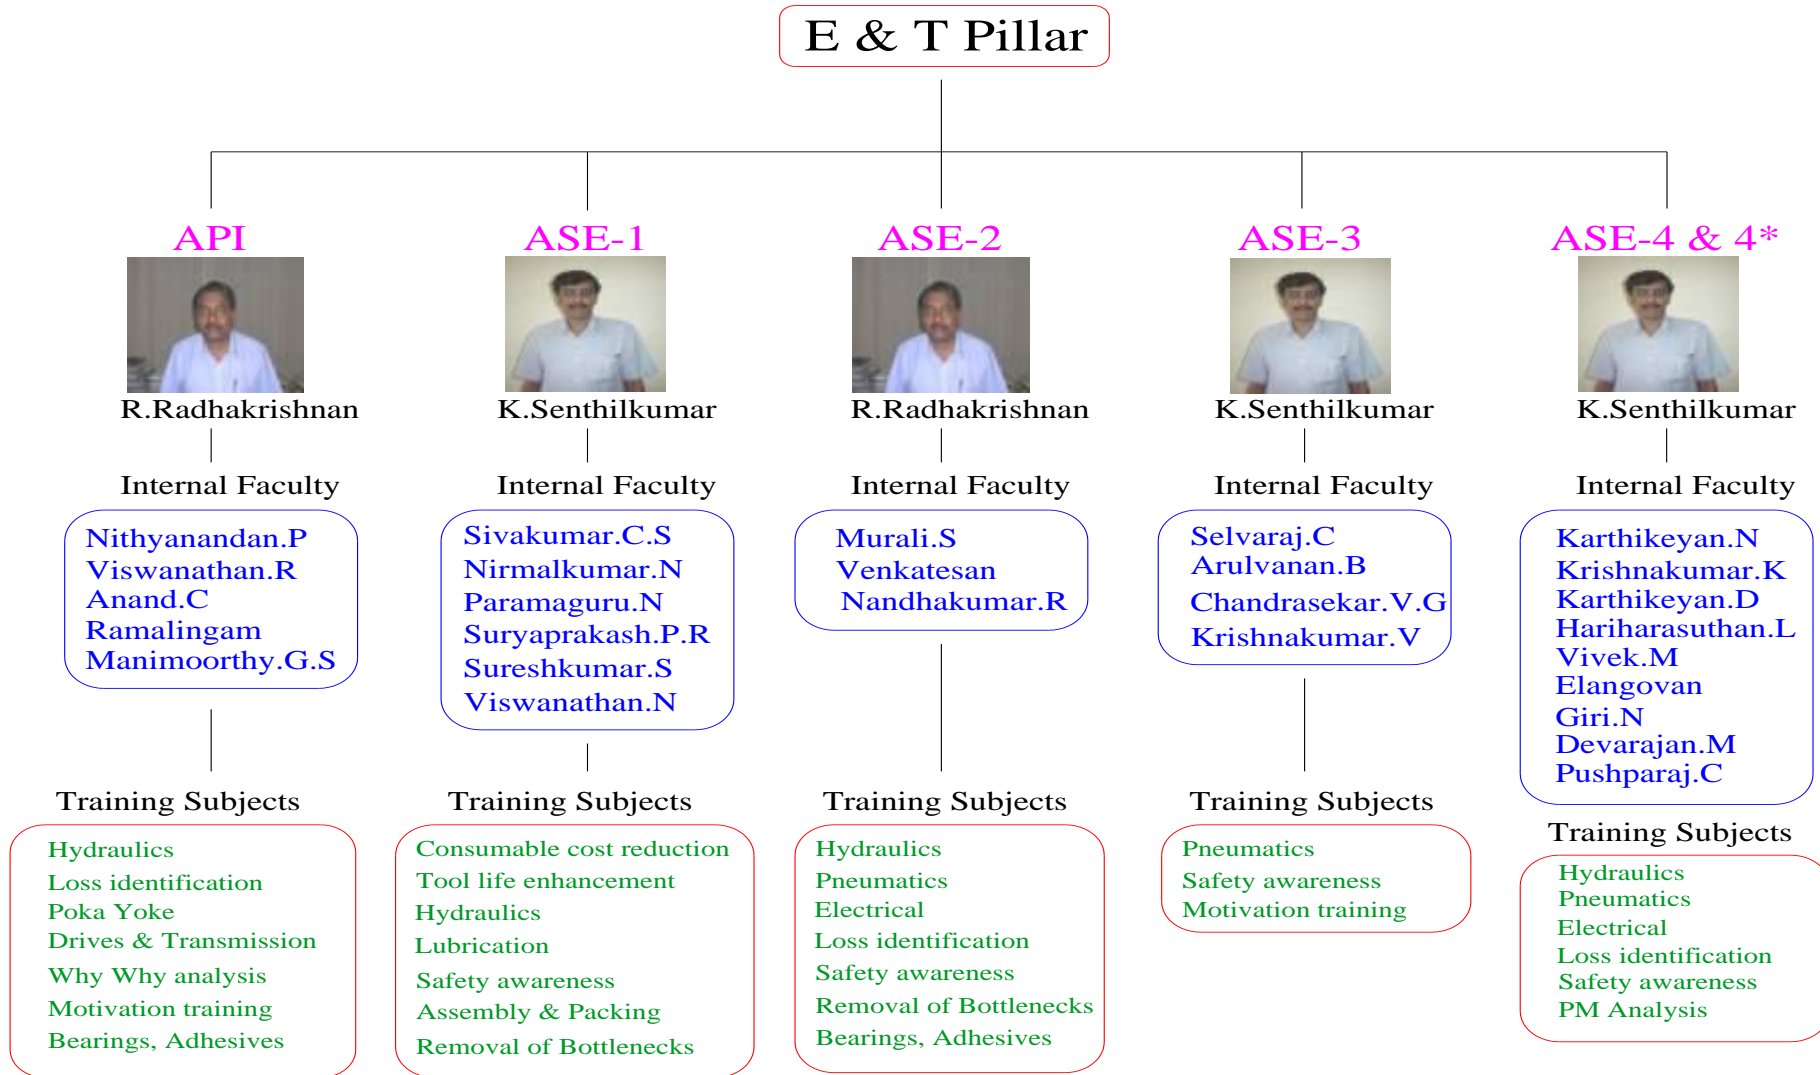 E & T Pillar
API
R.Radhakrishnan
Internal Faculty
Nithyanandan.P
Viswanathan.R
Anand.C
Ramalingam
Manimoorthy.G.S
Training Subjects
Hydraulics
Loss identification
Poka Yoke
Drives & Transmission
Why Why analysis
Motivation training
Bearings, Adhesives
ASE-1
K.Senthilkumar
Internal Faculty
Sivakumar.C.S
Nirmalkumar.N
Paramaguru.N
Suryaprakash.P.R
Sureshkumar.S
Viswanathan.N
Training Subjects
Consumable cost reduction
Tool life enhancement
Hydraulics
Lubrication
Safety awareness
Assembly & Packing
Removal of Bottlenecks
ASE-2
R.Radhakrishnan
Internal Faculty
Murali.S
Venkatesan
Nandhakumar.R
Training Subjects
Hydraulics
Pneumatics
Electrical
Loss identification
Safety awareness
Removal of Bottlenecks
Bearings, Adhesives
ASE-3
K.Senthilkumar
Internal Faculty
Selvaraj.C
Arulvanan.B
Chandrasekar.V.G
Krishnakumar.V
Training Subjects
Pneumatics
Safety awareness
Motivation training
ASE-4 & 4*
K.Senthilkumar
Internal Faculty
Karthikeyan.N
Krishnakumar.K
Karthikeyan.D
Hariharasuthan.L
Vivek.M
Elangovan
Giri.N
Devarajan.M
Pushparaj.C
Training Subjects
Hydraulics
Pneumatics
Electrical
Loss identification
Safety awareness
PM Analysis